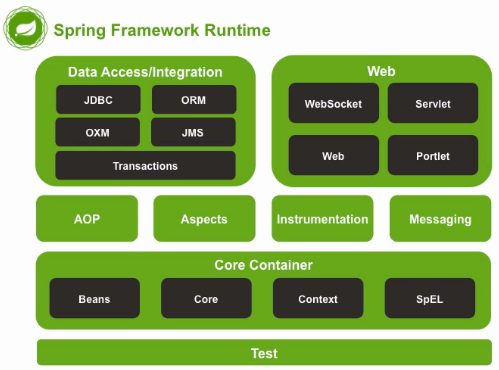 Spring Framework Runtime
Data Access/Integration
JDBC
ORM
OXM
JMS
Transactions
Web
WebSocket
Servlet
Web
Portlet
AOP
Aspects
Instrumentation
Messaging
Core Container
Beans
Core
Context
SpEL
Test